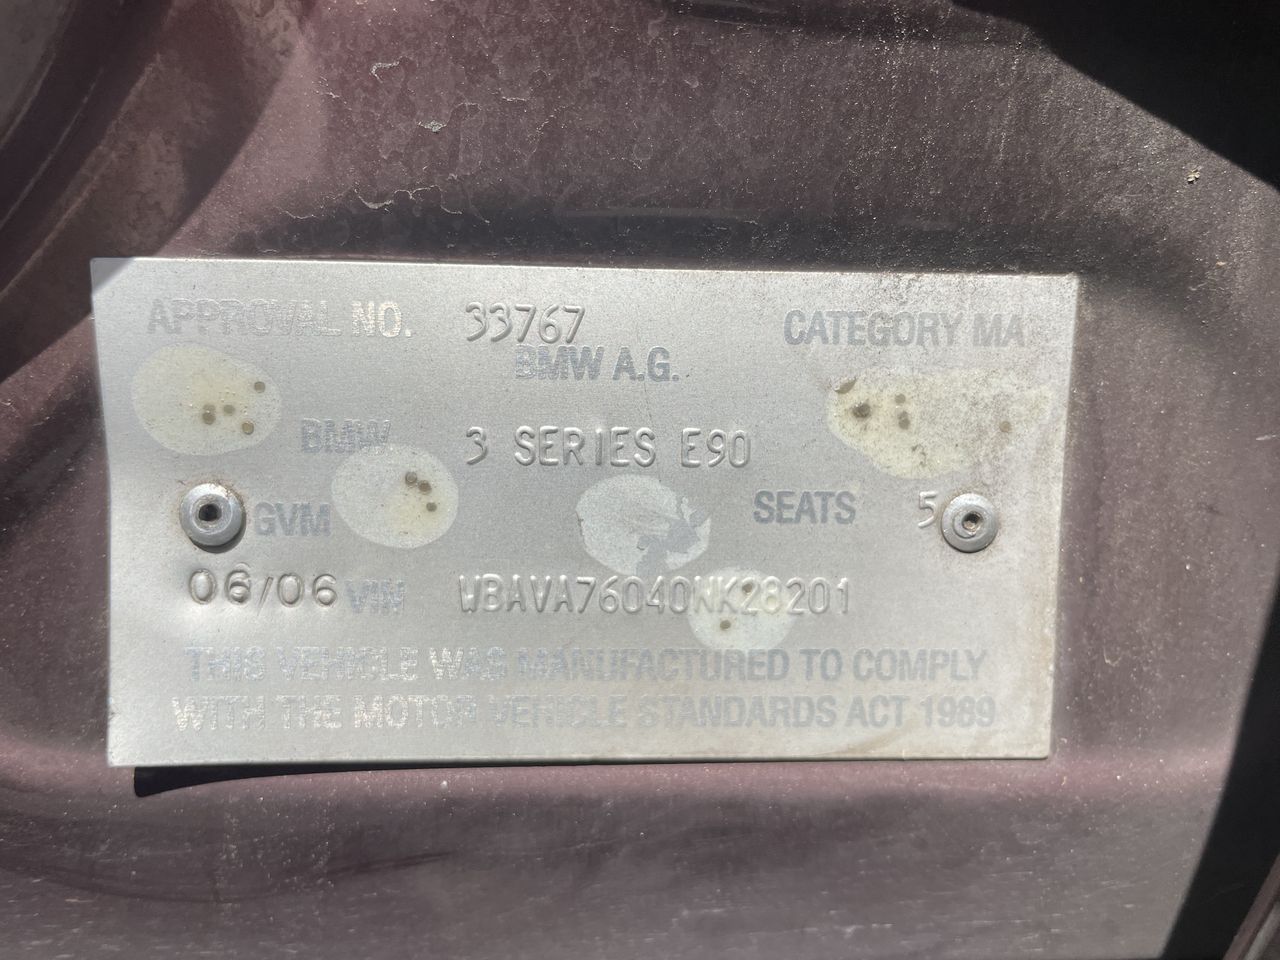 APPROVAL NO. 33767 CATEGORY MA
BMW A.G.
BMW 3 SERIES E90
GVM SEATS 5
06/06 VIN WBAVA76040NK28201
THIS VEHICLE WAS MANUFACTURED TO COMPLY
WITH THE MOTOR VEHICLE STANDARDS ACT 1989